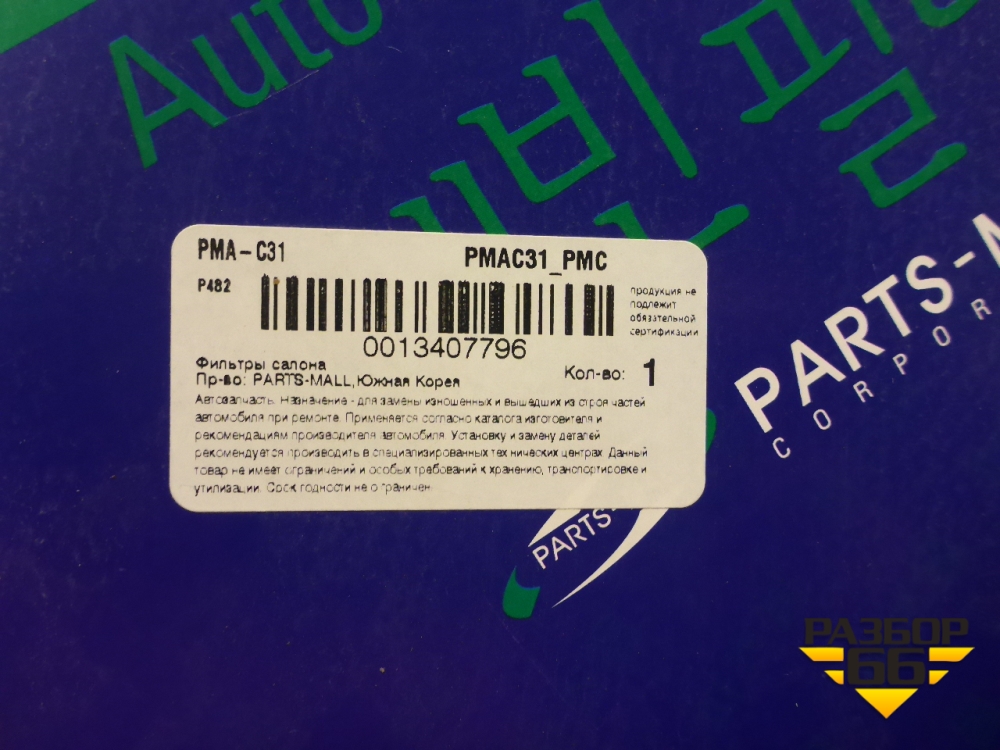 Auto
비 필
PARTS-M
CORPOR
PMA-C31 PMAC31_PMC
P482
продукция не
подлежит
обязательной
сертификации
0013407796
Фильтры салона
Пр-во: PARTS-MALL, Южная Корея
Кол-во: 1
Автозапчасть. Назначение - для замены изношенных и вышедших из строя частей
автомобиля при ремонте. Применяется согласно каталога изготовителя и
рекомендациям производителя автомобиля. Установку и замену деталей
рекомендуется производить в специализированных технических центрах. Данный
товар не имеет ограничений и особых требований к хранению, транспортировке и
утилизации. Срок годности не ограничен
PARTS-
РАЗБОР
66